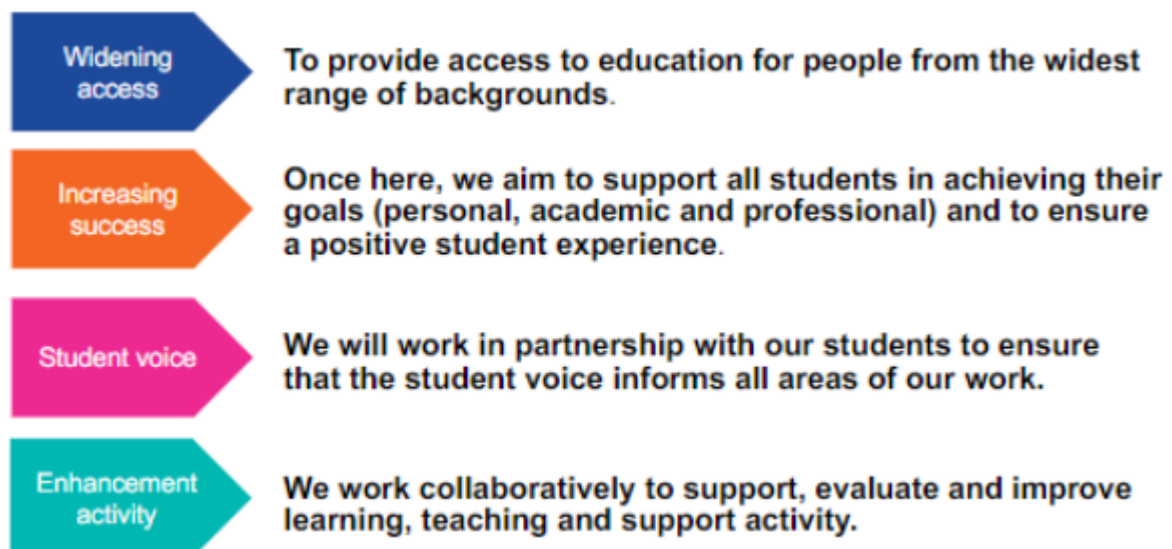 Widening
access
To provide access to education for people from the widest
range of backgrounds.
Increasing
success
Once here, we aim to support all students in achieving their
goals (personal, academic and professional) and to ensure
a positive student experience.
Student voice
We will work in partnership with our students to ensure
that the student voice informs all areas of our work.
Enhancement
activity
We work collaboratively to support, evaluate and improve
learning, teaching and support activity.